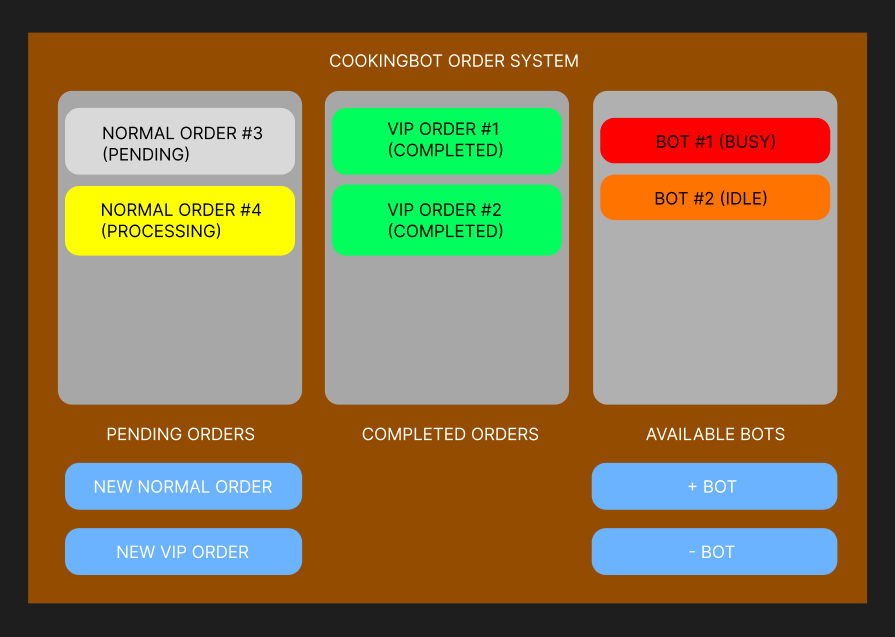 COOKINGBOT ORDER SYSTEM
NORMAL ORDER #3
(PENDING)
NORMAL ORDER #4
(PROCESSING)
VIP ORDER #1
(COMPLETED)
VIP ORDER #2
(COMPLETED)
BOT #1 (BUSY)
BOT #2 (IDLE)
PENDING ORDERS
COMPLETED ORDERS
AVAILABLE BOTS
NEW NORMAL ORDER
NEW VIP ORDER
+ BOT
- BOT